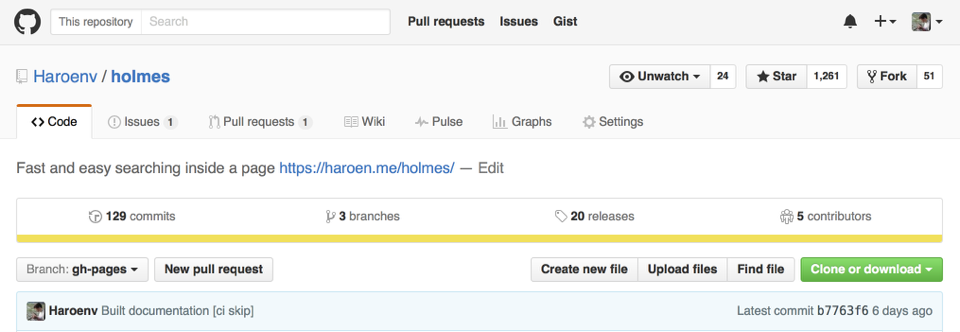 This repository Search Pull requests Issues Gist
Haroenv / holmes Unwatch 24 Star 1,261 Fork 51
Code Issues 1 Pull requests 1 Wiki Pulse Graphs Settings
Fast and easy searching inside a page https://haroen.me/holmes/ — Edit
129 commits 3 branches 20 releases 5 contributors
Branch: gh-pages New pull request Create new file Upload files Find file Clone or download
Haroenv Built documentation [ci skip] Latest commit b7763f6 6 days ago